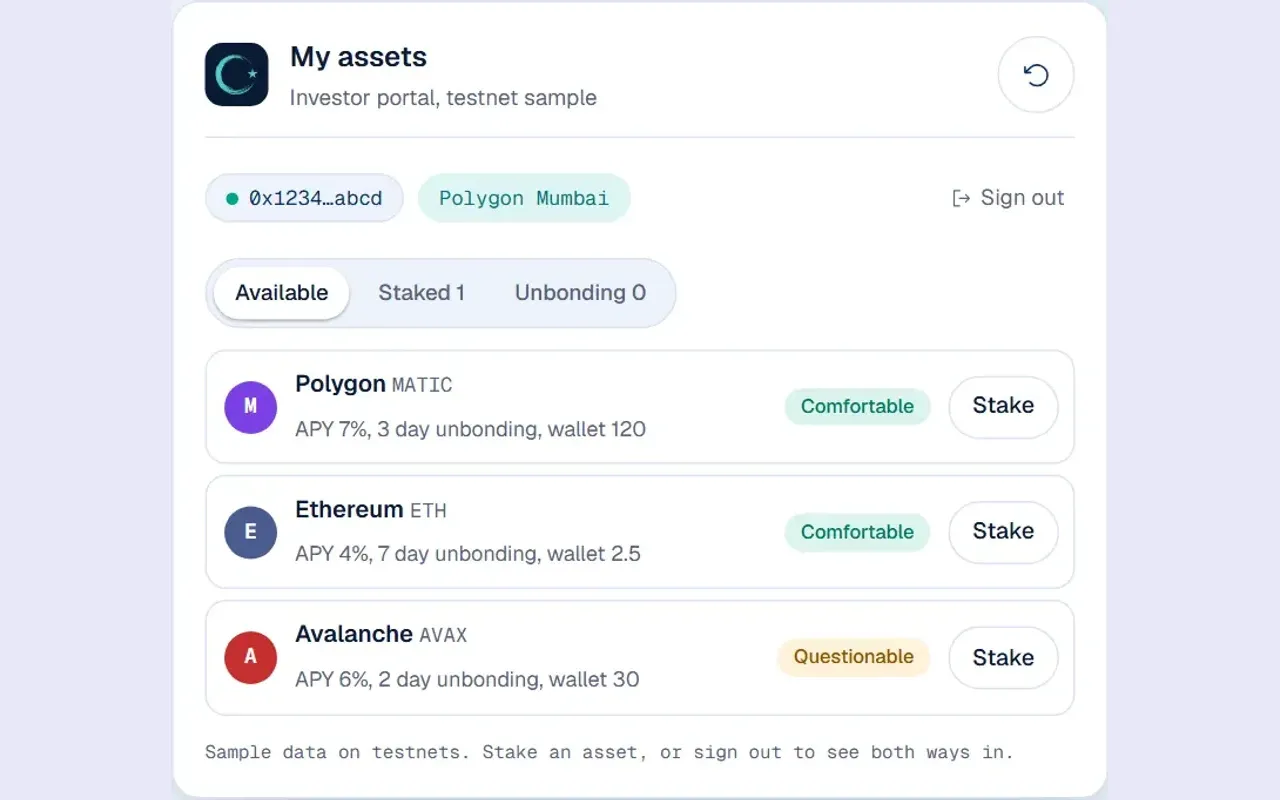 My assets
Investor portal, testnet sample
0x1234…abcd
Polygon Mumbai
Sign out
Available
Staked 1
Unbonding 0
M
Polygon MATIC
APY 7%, 3 day unbonding, wallet 120
Comfortable
Stake
E
Ethereum ETH
APY 4%, 7 day unbonding, wallet 2.5
Comfortable
Stake
A
Avalanche AVAX
APY 6%, 2 day unbonding, wallet 30
Questionable
Stake
Sample data on testnets. Stake an asset, or sign out to see both ways in.